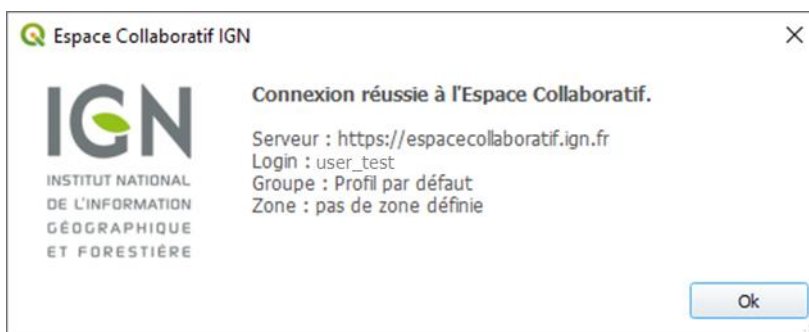 Espace Collaboratif IGN
IGN
INSTITUT NATIONAL
DE L'INFORMATION
GÉOGRAPHIQUE
ET FORESTIÈRE
Connexion réussie à l'Espace Collaboratif.
Serveur : https://espacecollaboratif.ign.fr
Login : user_test
Groupe : Profil par défaut
Zone : pas de zone définie
Ok